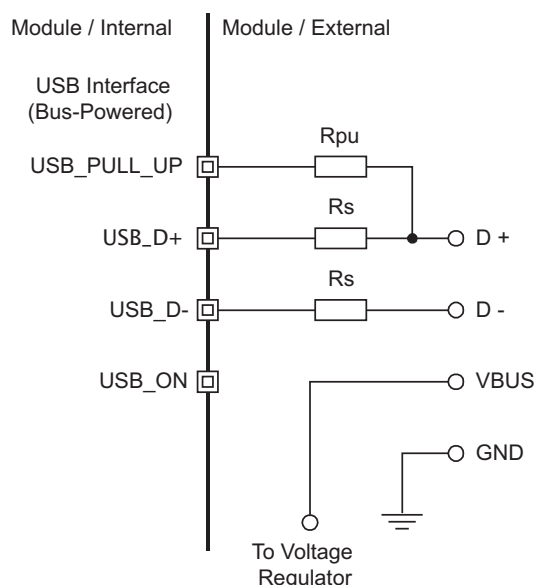 Module / Internal
Module / External
USB Interface
(Bus-Powered)
Rpu
USB_PULL_UP
Rs
USB_D+
D +
Rs
USB_D-
D -
USB_ON
VBUS
GND
To Voltage
Regulator